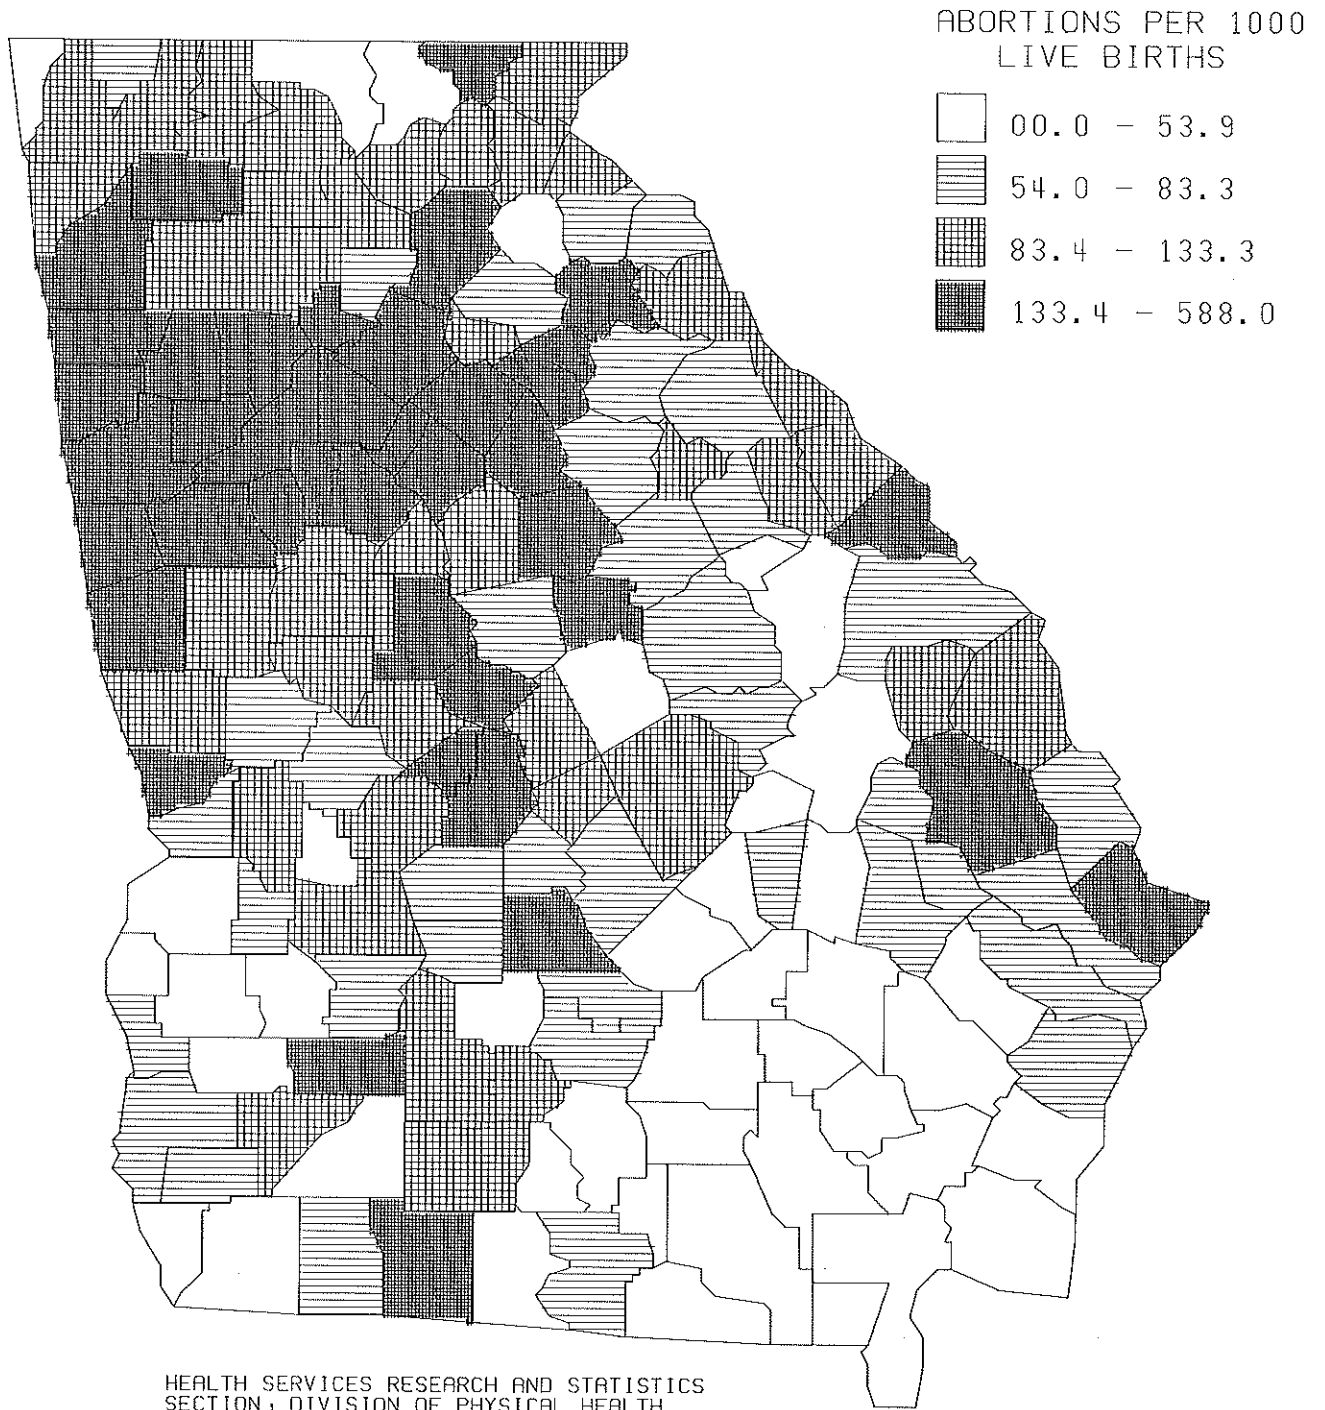 ABORTIONS PER 1000
LIVE BIRTHS
00.0 - 53.9
54.0 - 83.3
83.4 - 133.3
133.4 - 588.0
HEALTH SERVICES RESEARCH AND STATISTICS
SECTION, DIVISION OF PHYSICAL HEALTH